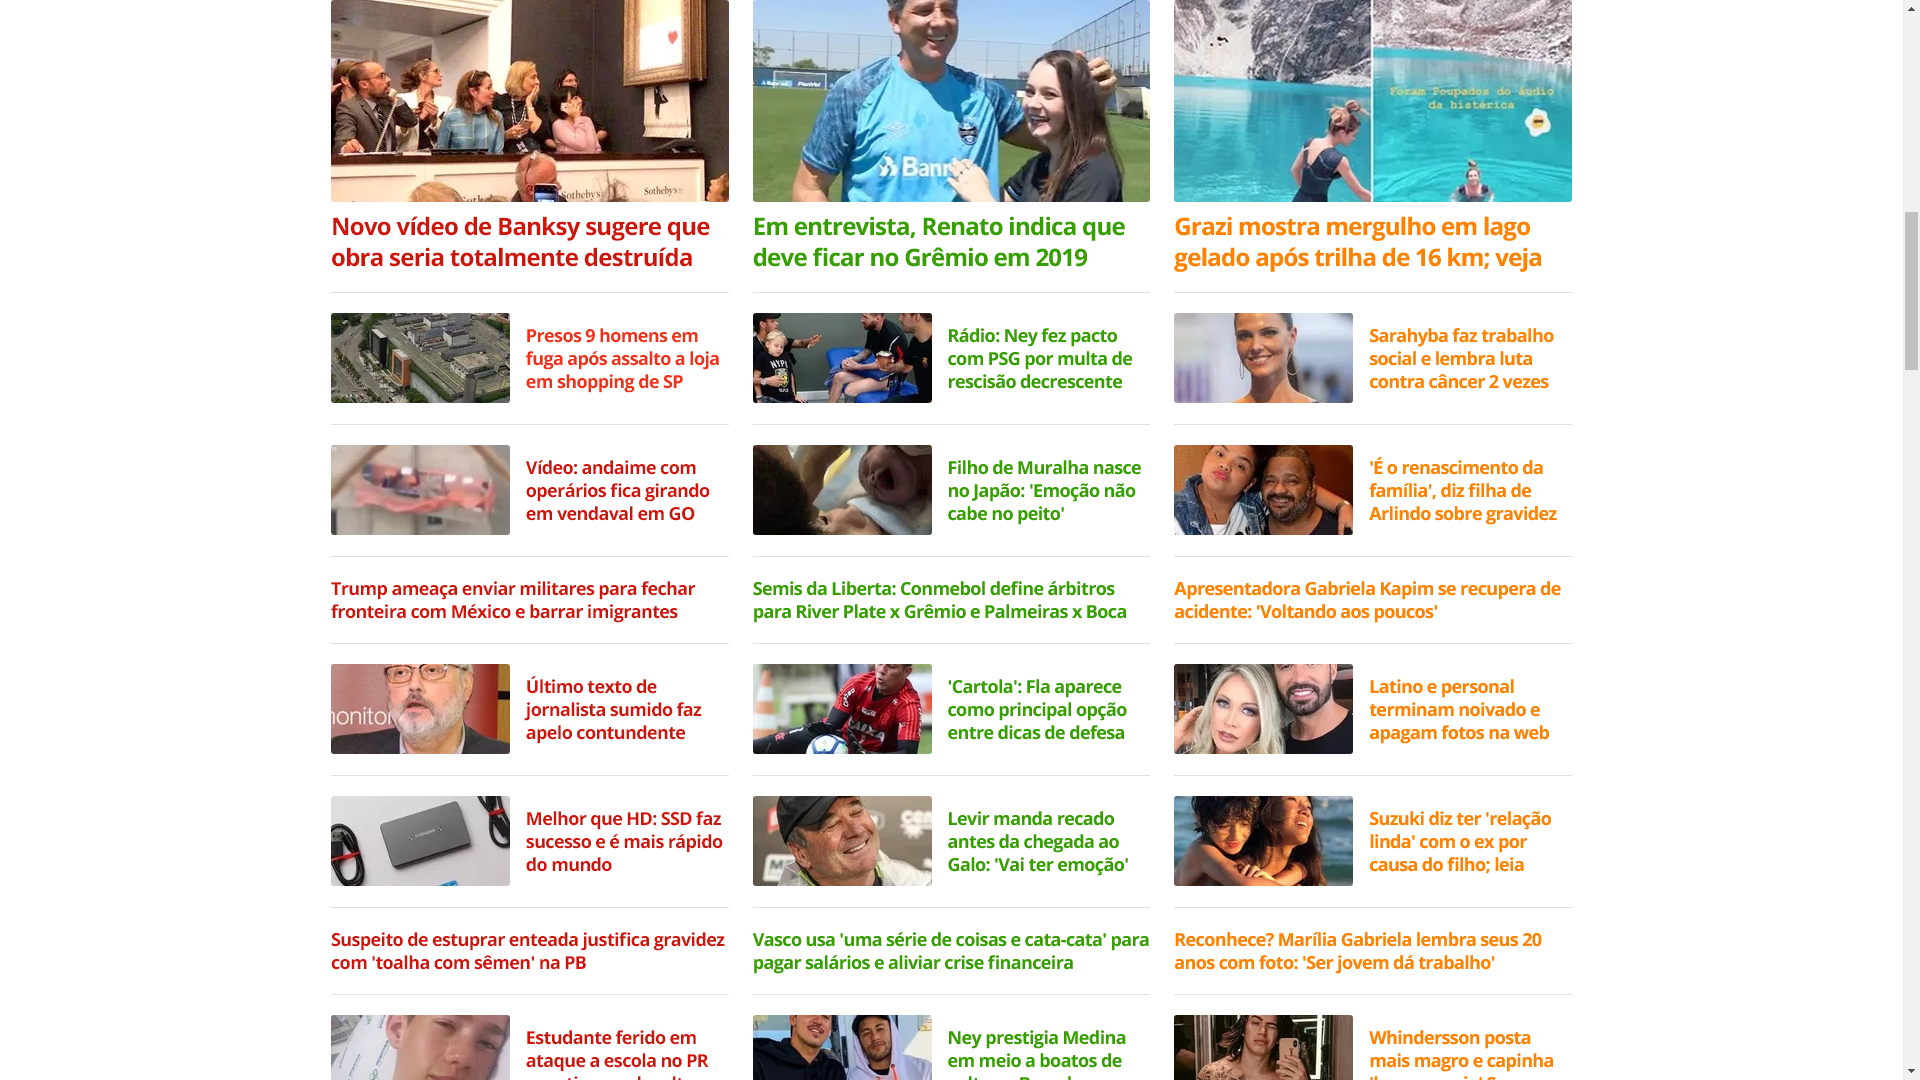 Sotheby's
Sotheby's
Foram Poupados do áudio
da histérica
Novo vídeo de Banksy sugere que
obra seria totalmente destruída
Em entrevista, Renato indica que
deve ficar no Grêmio em 2019
Grazi mostra mergulho em lago
gelado após trilha de 16 km; veja
Presos 9 homens em
fuga após assalto a loja
em shopping de SP
Rádio: Ney fez pacto
com PSG por multa de
rescisão decrescente
Sarahyba faz trabalho
social e lembra luta
contra câncer 2 vezes
Vídeo: andaime com
operários fica girando
em vendaval em GO
Filho de Muralha nasce
no Japão: 'Emoção não
cabe no peito'
'É o renascimento da
família', diz filha de
Arlindo sobre gravidez
Trump ameaça enviar militares para fechar
fronteira com México e barrar imigrantes
Semis da Liberta: Conmebol define árbitros
para River Plate x Grêmio e Palmeiras x Boca
Apresentadora Gabriela Kapim se recupera de
acidente: 'Voltando aos poucos'
Último texto de
jornalista sumido faz
apelo contundente
'Cartola': Fla aparece
como principal opção
entre dicas de defesa
Latino e personal
terminam noivado e
apagam fotos na web
Melhor que HD: SSD faz
sucesso e é mais rápido
do mundo
Levir manda recado
antes da chegada ao
Galo: 'Vai ter emoção'
Suzuki diz ter 'relação
linda' com o ex por
causa do filho; leia
Suspeito de estuprar enteada justifica gravidez
com 'toalha com sêmen' na PB
Vasco usa 'uma série de coisas e cata-cata' para
pagar salários e aliviar crise financeira
Reconhece? Marília Gabriela lembra seus 20
anos com foto: 'Ser jovem dá trabalho'
Estudante ferido em
ataque a escola no PR
Ney prestigia Medina
em meio a boatos de
Whindersson posta
mais magro e capinha